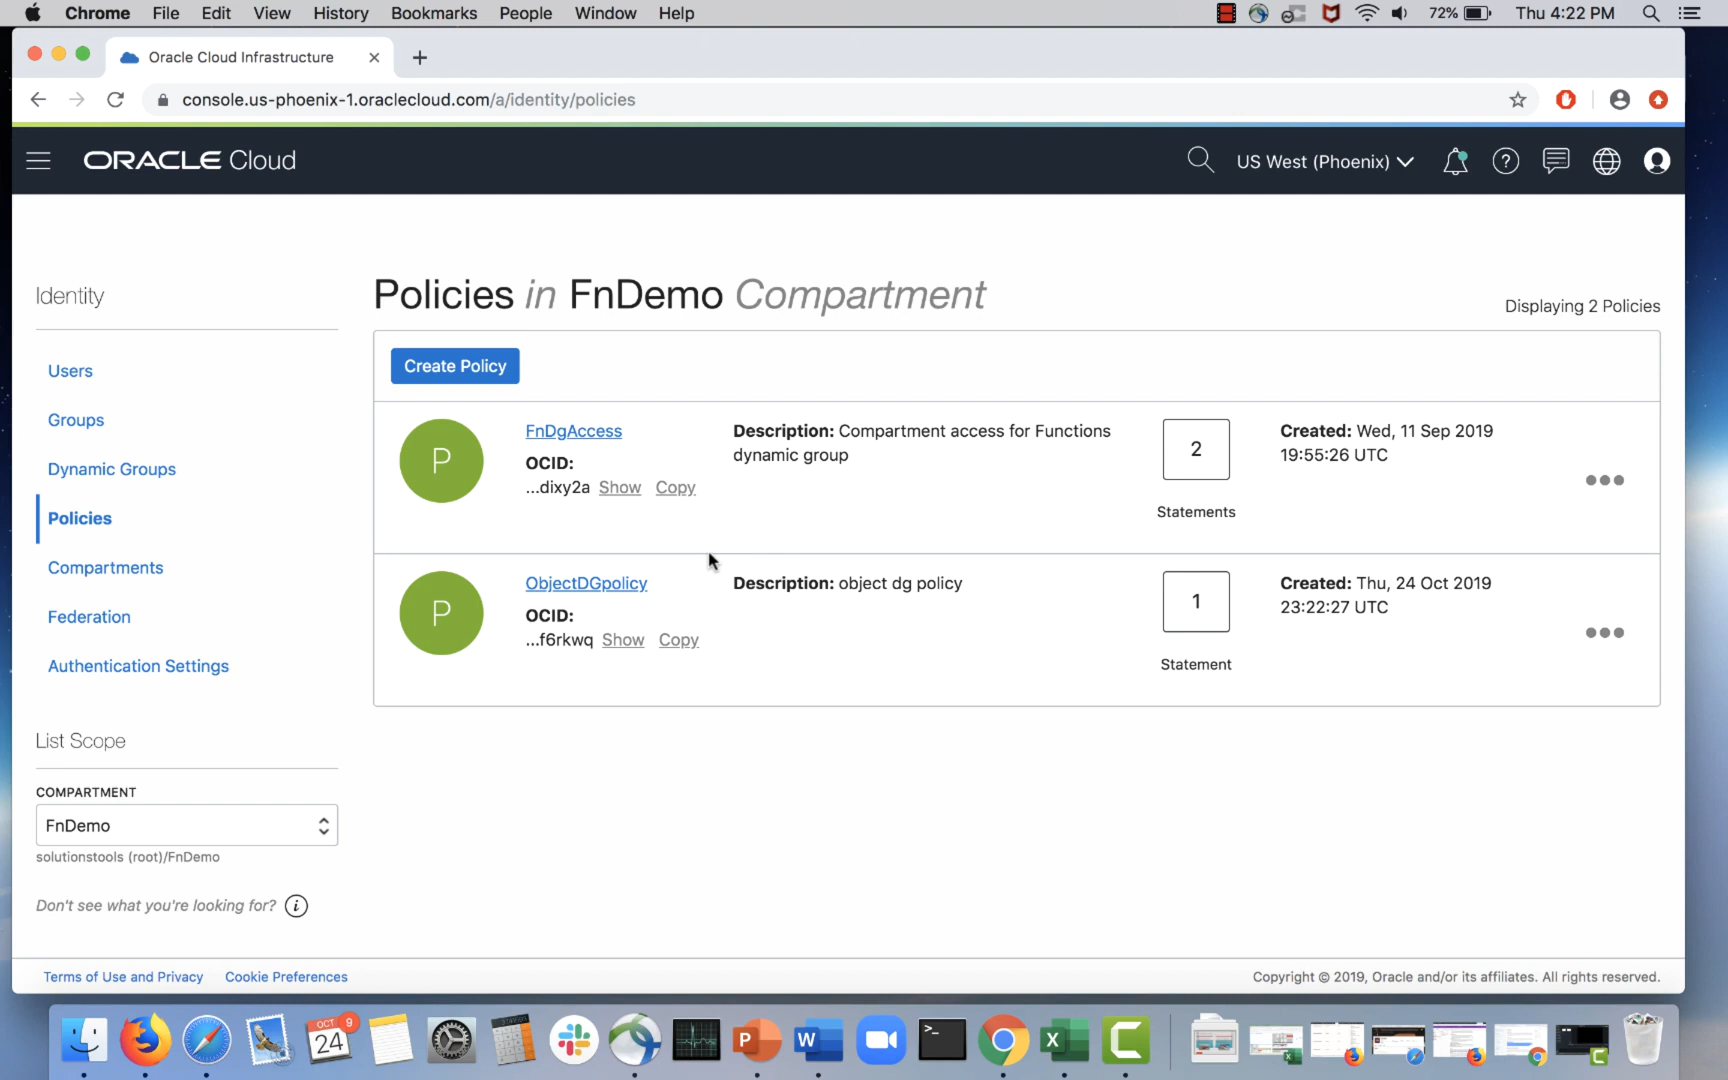 Chrome File Edit View History Bookmarks People Window Help 72% Thu 4:22 PM
Oracle Cloud Infrastructure
console.us-phoenix-1.oraclecloud.com/a/identity/policies
ORACLE Cloud US West (Phoenix)
Identity
Users
Groups
Dynamic Groups
Policies
Compartments
Federation
Authentication Settings
List Scope
COMPARTMENT
FnDemo
solutionstools (root)/FnDemo
Don't see what you're looking for? i
Policies in FnDemo Compartment
Displaying 2 Policies
Create Policy
P
FnDgAccess
OCID:
...dixy2a Show Copy
Description: Compartment access for Functions
dynamic group
2
Statements
Created: Wed, 11 Sep 2019
19:55:26 UTC
P
ObjectDGpolicy
OCID:
...f6rkwq Show Copy
Description: object dg policy
1
Statement
Created: Thu, 24 Oct 2019
23:22:27 UTC
Terms of Use and Privacy Cookie Preferences
Copyright © 2019, Oracle and/or its affiliates. All rights reserved.
OCT 9
24
P W >_ X C